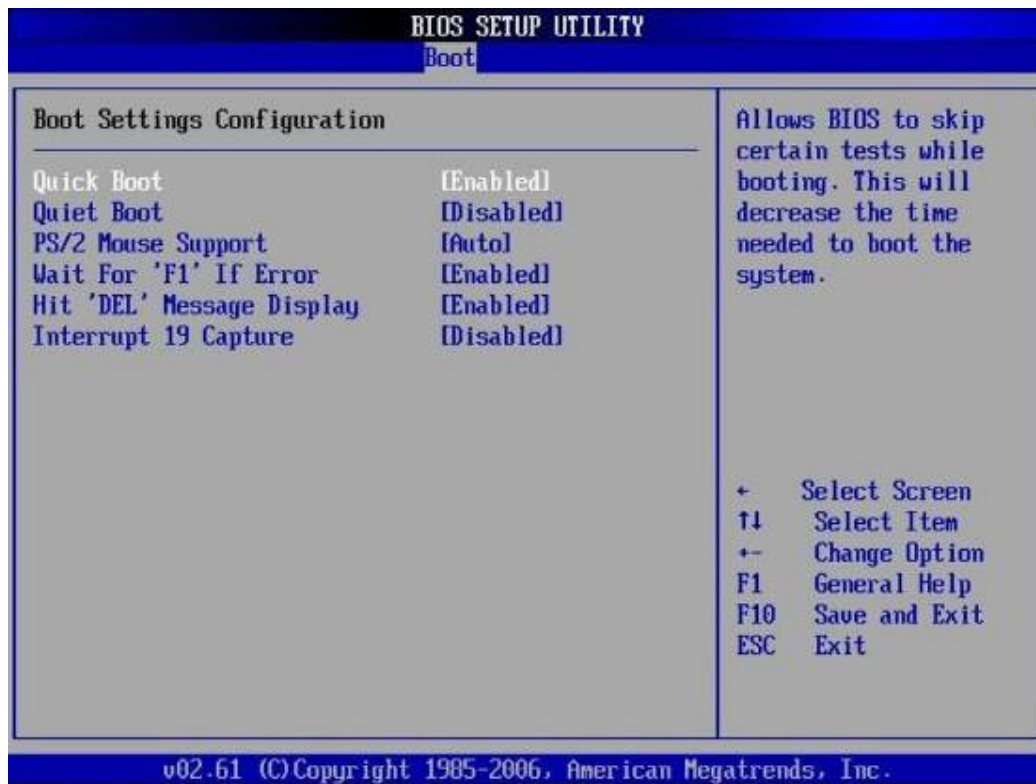 BIOS SETUP UTILITY
Boot
Boot Settings Configuration
Quick Boot [Enabled]
Quiet Boot [Disabled]
PS/2 Mouse Support [Auto]
Wait For 'F1' If Error [Enabled]
Hit 'DEL' Message Display [Enabled]
Interrupt 19 Capture [Disabled]
Allows BIOS to skip
certain tests while
booting. This will
decrease the time
needed to boot the
system.
← Select Screen
↑↓ Select Item
+- Change Option
F1 General Help
F10 Save and Exit
ESC Exit
v02.61 (C)Copyright 1985-2006, American Megatrends, Inc.